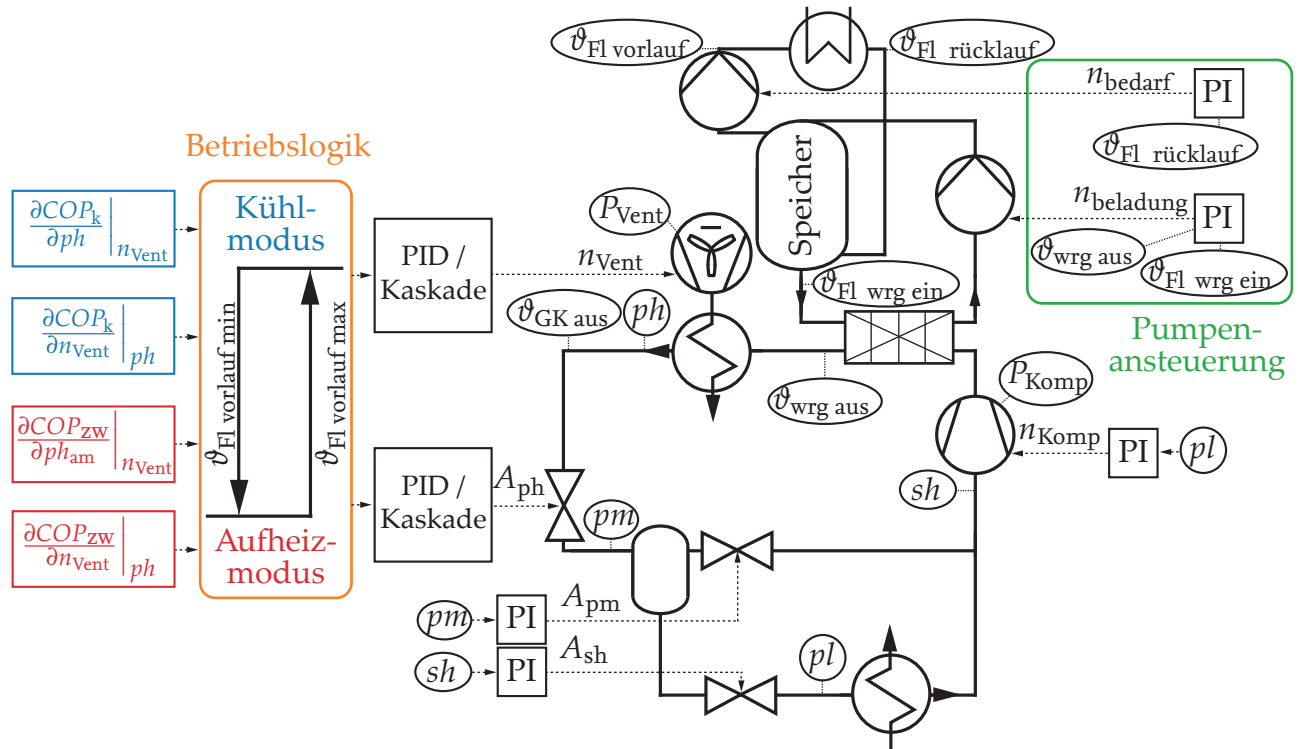 ϑFl vorlauf
ϑFl rücklauf
nbedarf
PI
ϑFl rücklauf
nbeladung
PI
ϑwrg aus
ϑFl wrg ein
Pumpen-
ansteuerung
Betriebslogik
∂COPk
∂ph
nVent
∂COPk
∂nVent
ph
∂COPzw
∂pham
nVent
∂COPzw
∂nVent
ph
Kühl-
modus
ϑFl vorlauf min
ϑFl vorlauf max
Aufheiz-
modus
PID /
Kaskade
PID /
Kaskade
nVent
PVent
Speicher
ϑFl wrg ein
ϑGK aus
ph
ϑwrg aus
PKomp
nKomp
PI
pl
sh
Aph
pm
pm
PI
Apm
sh
PI
Ash
pl